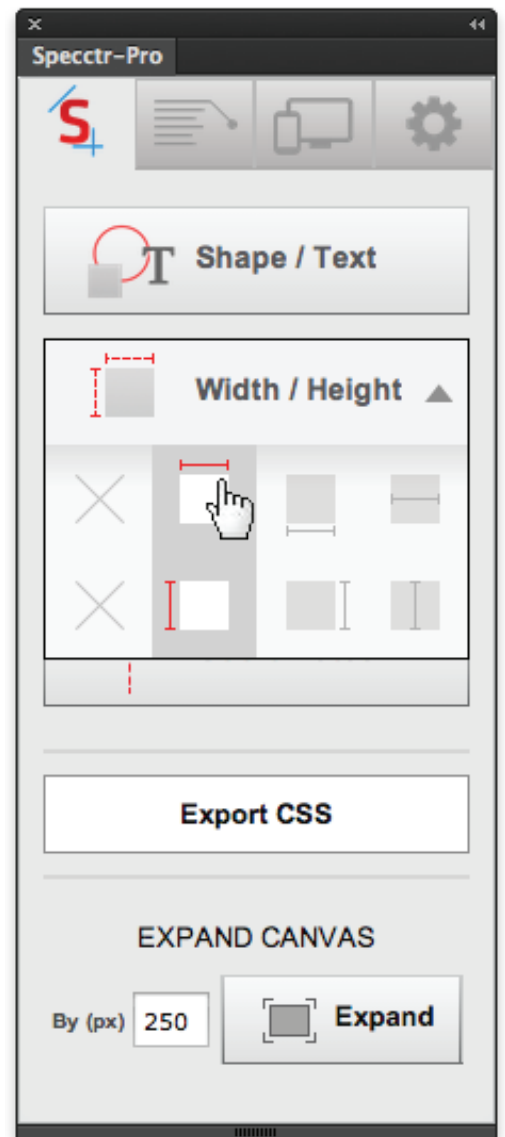 Specctr-Pro
Shape / Text
Width / Height
Export CSS
EXPAND CANVAS
By (px) 250 Expand